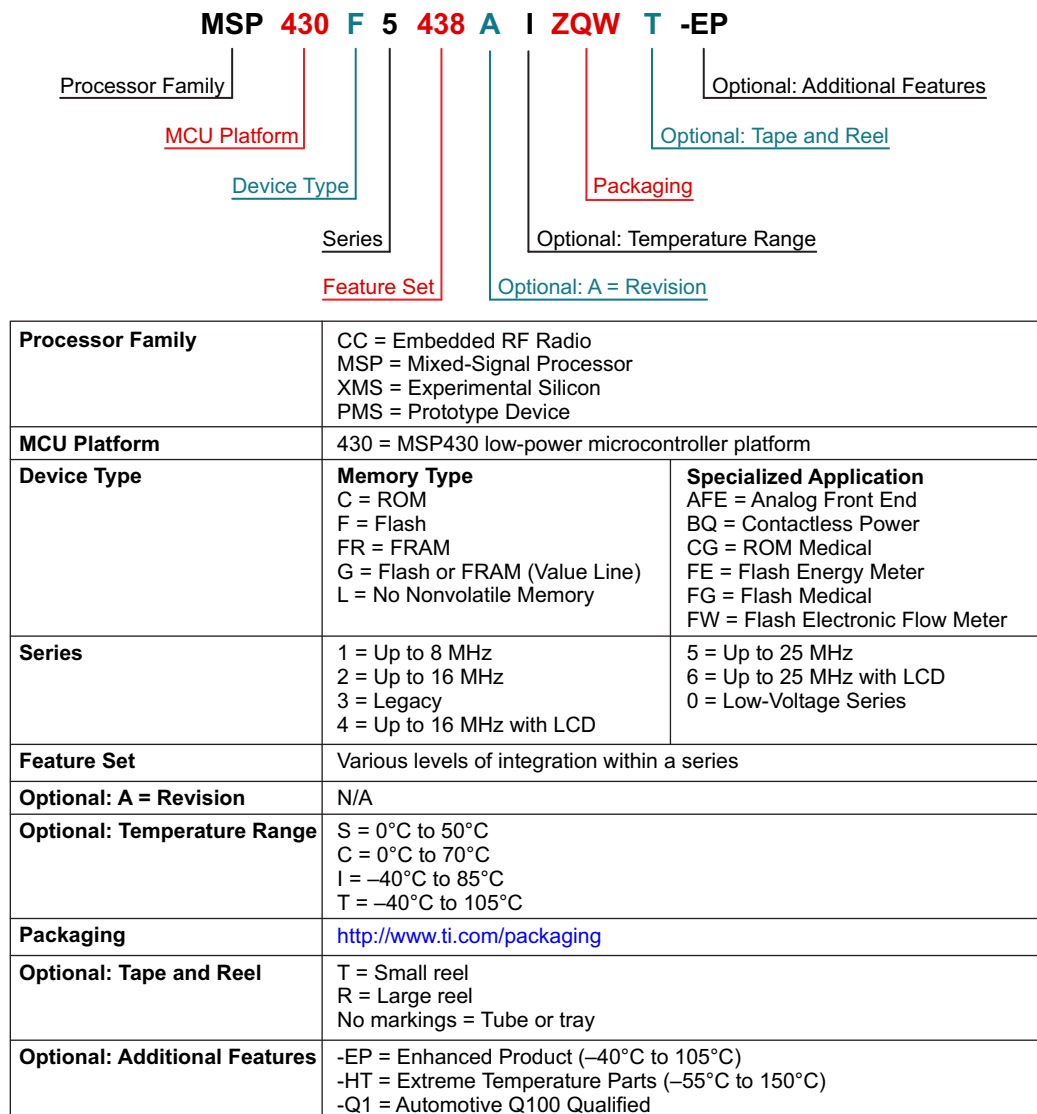 MSP 430 F 5 438 A I ZQW T -EP
Processor Family
Optional: Additional Features
MCU Platform
Optional: Tape and Reel
Device Type
Packaging
Series
Optional: Temperature Range
Feature Set
Optional: A = Revision
Processor Family
CC = Embedded RF Radio
MSP = Mixed-Signal Processor
XMS = Experimental Silicon
PMS = Prototype Device
MCU Platform
430 = MSP430 low-power microcontroller platform
Device Type
Memory Type
C = ROM
F = Flash
FR = FRAM
G = Flash or FRAM (Value Line)
L = No Nonvolatile Memory
Specialized Application
AFE = Analog Front End
BQ = Contactless Power
CG = ROM Medical
FE = Flash Energy Meter
FG = Flash Medical
FW = Flash Electronic Flow Meter
Series
1 = Up to 8 MHz
2 = Up to 16 MHz
3 = Legacy
4 = Up to 16 MHz with LCD
5 = Up to 25 MHz
6 = Up to 25 MHz with LCD
0 = Low-Voltage Series
Feature Set
Various levels of integration within a series
Optional: A = Revision
N/A
Optional: Temperature Range
S = 0°C to 50°C
C = 0°C to 70°C
I = –40°C to 85°C
T = –40°C to 105°C
Packaging
http://www.ti.com/packaging
Optional: Tape and Reel
T = Small reel
R = Large reel
No markings = Tube or tray
Optional: Additional Features
-EP = Enhanced Product (–40°C to 105°C)
-HT = Extreme Temperature Parts (–55°C to 150°C)
-Q1 = Automotive Q100 Qualified